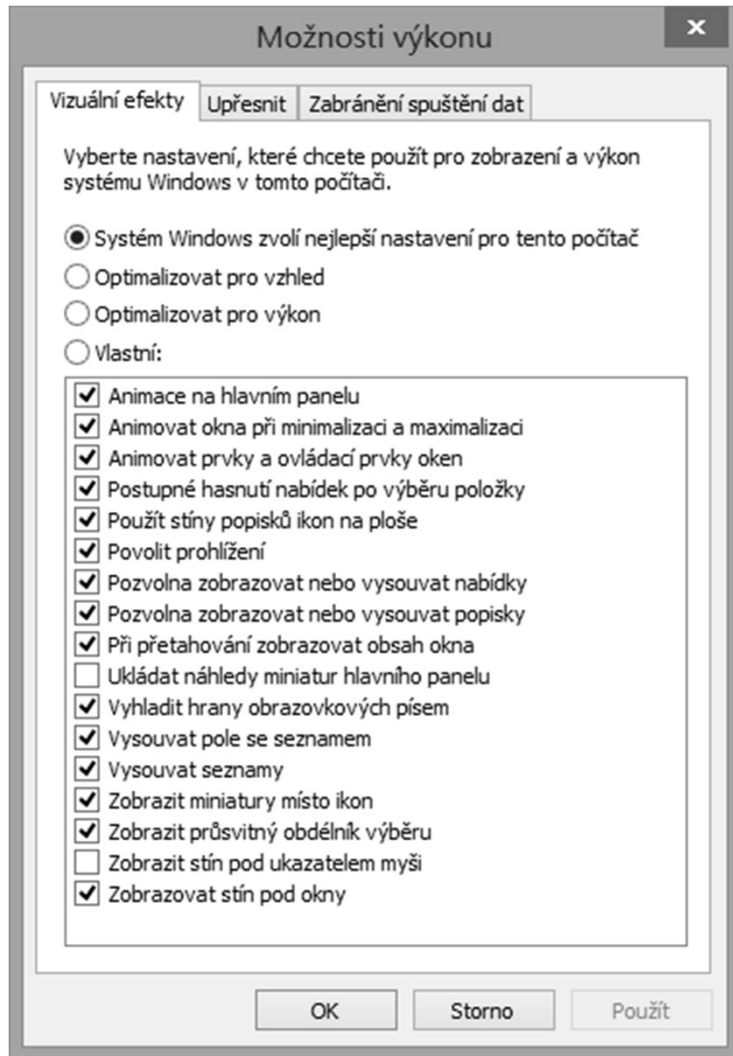 Možnosti výkonu
Vizuální efekty
Upřesnit
Zabránění spuštění dat
Vyberte nastavení, které chcete použít pro zobrazení a výkon
systému Windows v tomto počítači.
Systém Windows zvolí nejlepší nastavení pro tento počítač
Optimalizovat pro vzhled
Optimalizovat pro výkon
Vlastní:
Animace na hlavním panelu
Animovat okna při minimalizaci a maximalizaci
Animovat prvky a ovládací prvky oken
Postupné hasnutí nabídek po výběru položky
Použít stíny popisků ikon na ploše
Povolit prohlížení
Pozvolna zobrazovat nebo vysouvat nabídky
Pozvolna zobrazovat nebo vysouvat popisky
Při přetahování zobrazovat obsah okna
Ukládat náhledy miniatur hlavního panelu
Vyhladit hrany obrazovkových písem
Vysouvat pole se seznamem
Vysouvat seznamy
Zobrazit miniatury místo ikon
Zobrazit průsvitný obdélník výběru
Zobrazit stín pod ukazatelem myši
Zobrazovat stín pod okny
OK
Storno
Použít